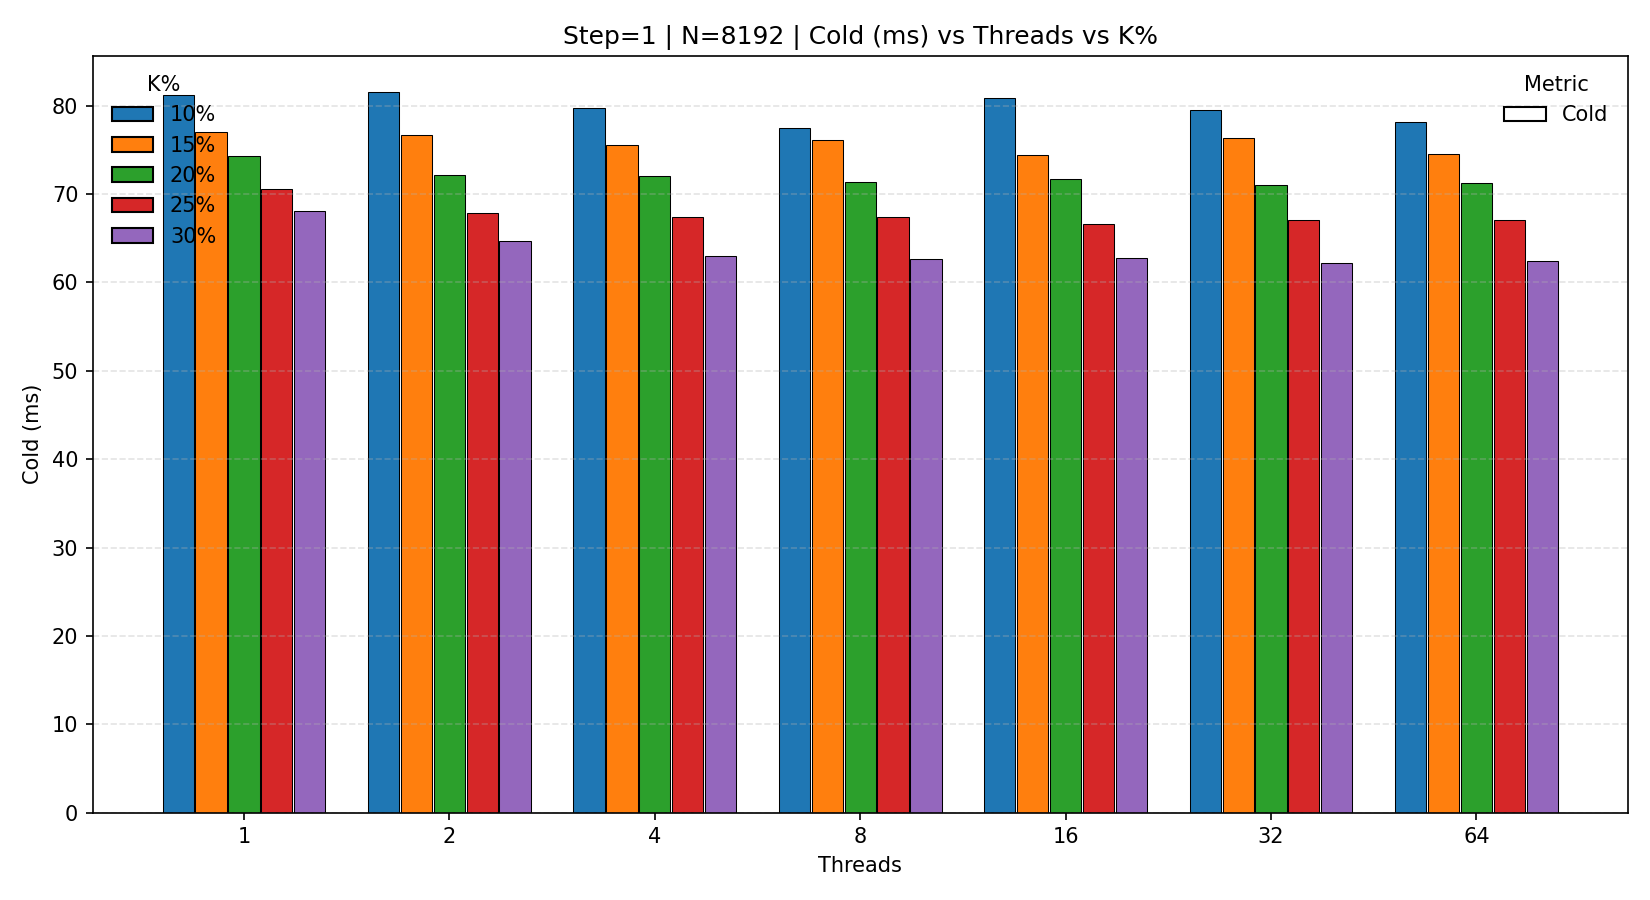 Step=1 | N=8192 | Cold (ms) vs Threads vs K%
K%
10%
15%
20%
25%
30%
Metric
Cold
Cold (ms)
80
70
60
50
40
30
20
10
0
1 2 4 8 16 32 64
Threads